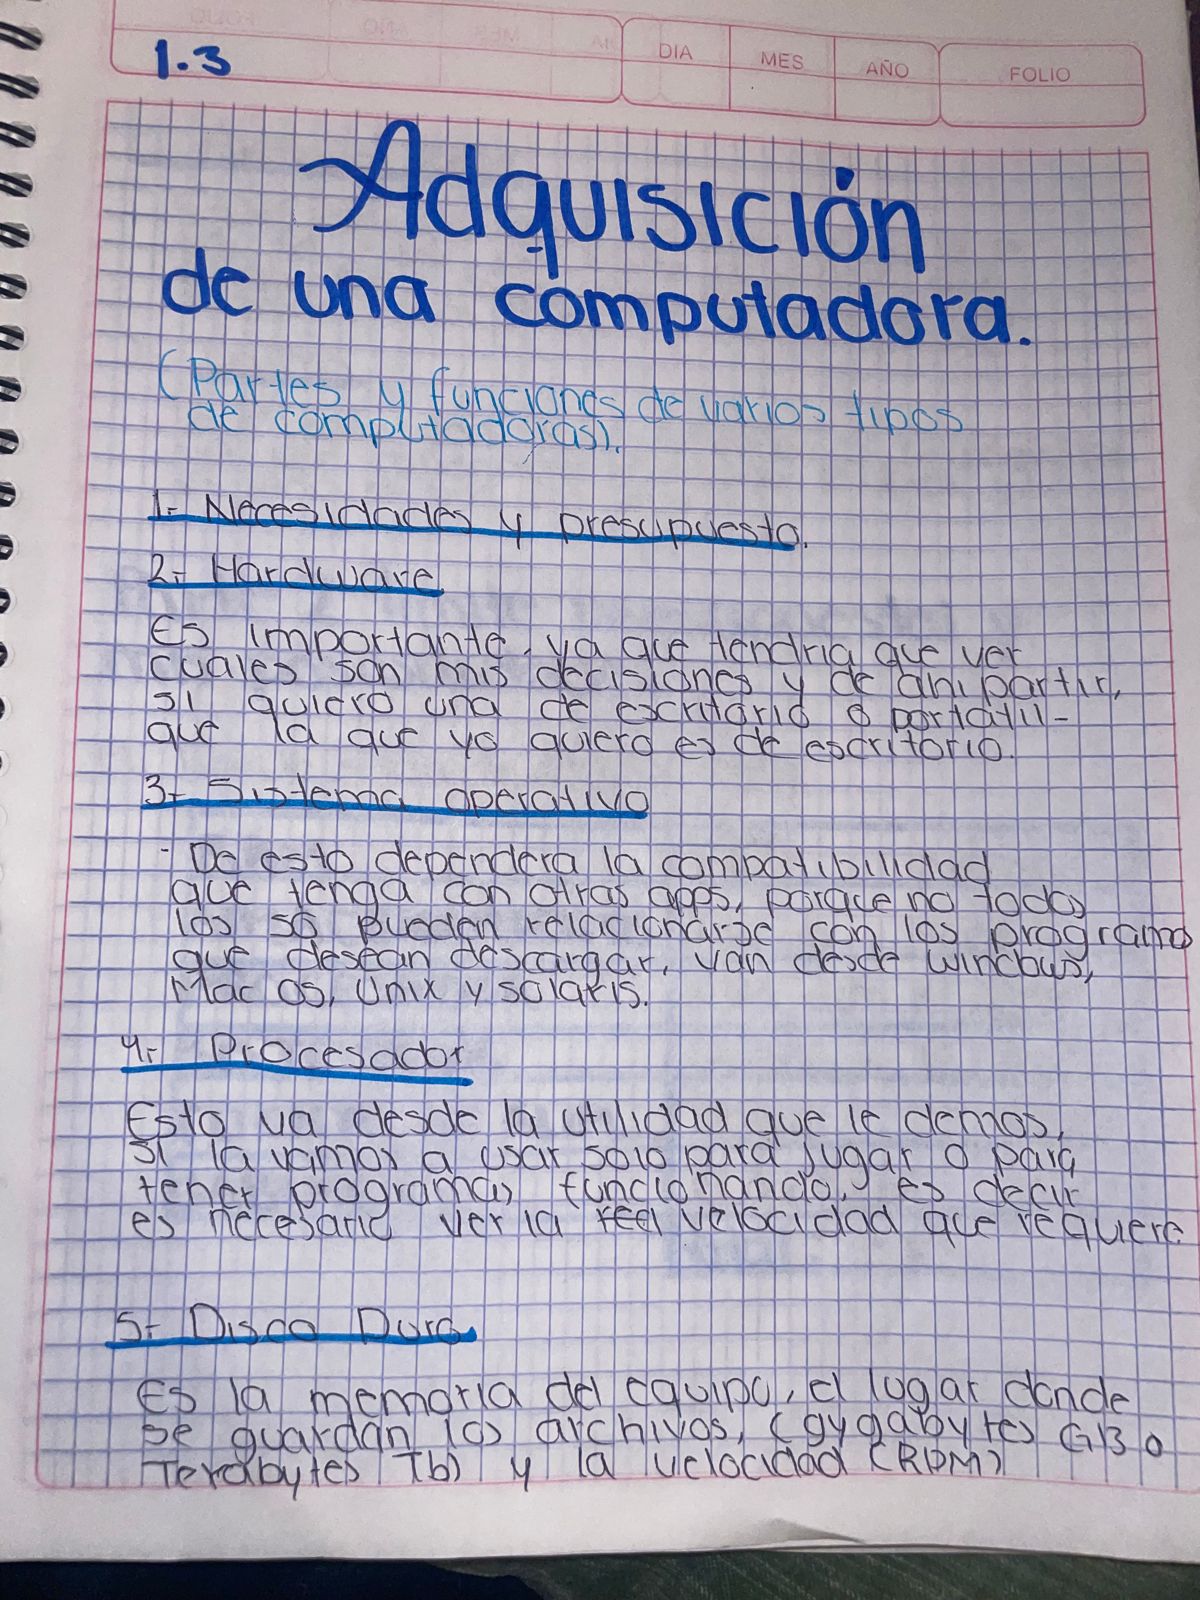 1.3
DIA MES AÑO FOLIO
Adquisición
de una computadora.
(Partes y funciones de varios tipos
de computadoras).
1.- Necesidades y presupuesto.
2.- Hardware.
Es importante, ya que tendria que ver
cuales son mis decisiones y de ahi partir,
si quiero una de escritorio o portatil-
que la que yo quiero es de escritorio.
3.- Sistema operativo
- De esto dependera la compatibilidad
que tenga con otras apps, porque no todos
los so pueden relacionarse con los programas
que desean descargar, van desde windows,
Mac os, Unix y solaris.
4.- Procesador
Esto va desde la utilidad que le demos,
si la vamos a usar solo para jugar o para
tener programas funcionando, es decir
es necesario ver la velocidad que requiere
5.- Disco Duro.
Es la memoria del equipo, el lugar donde
se guardan los archivos, (gygabytes GB o
Terabytes Tb) y la velocidad (RPM)